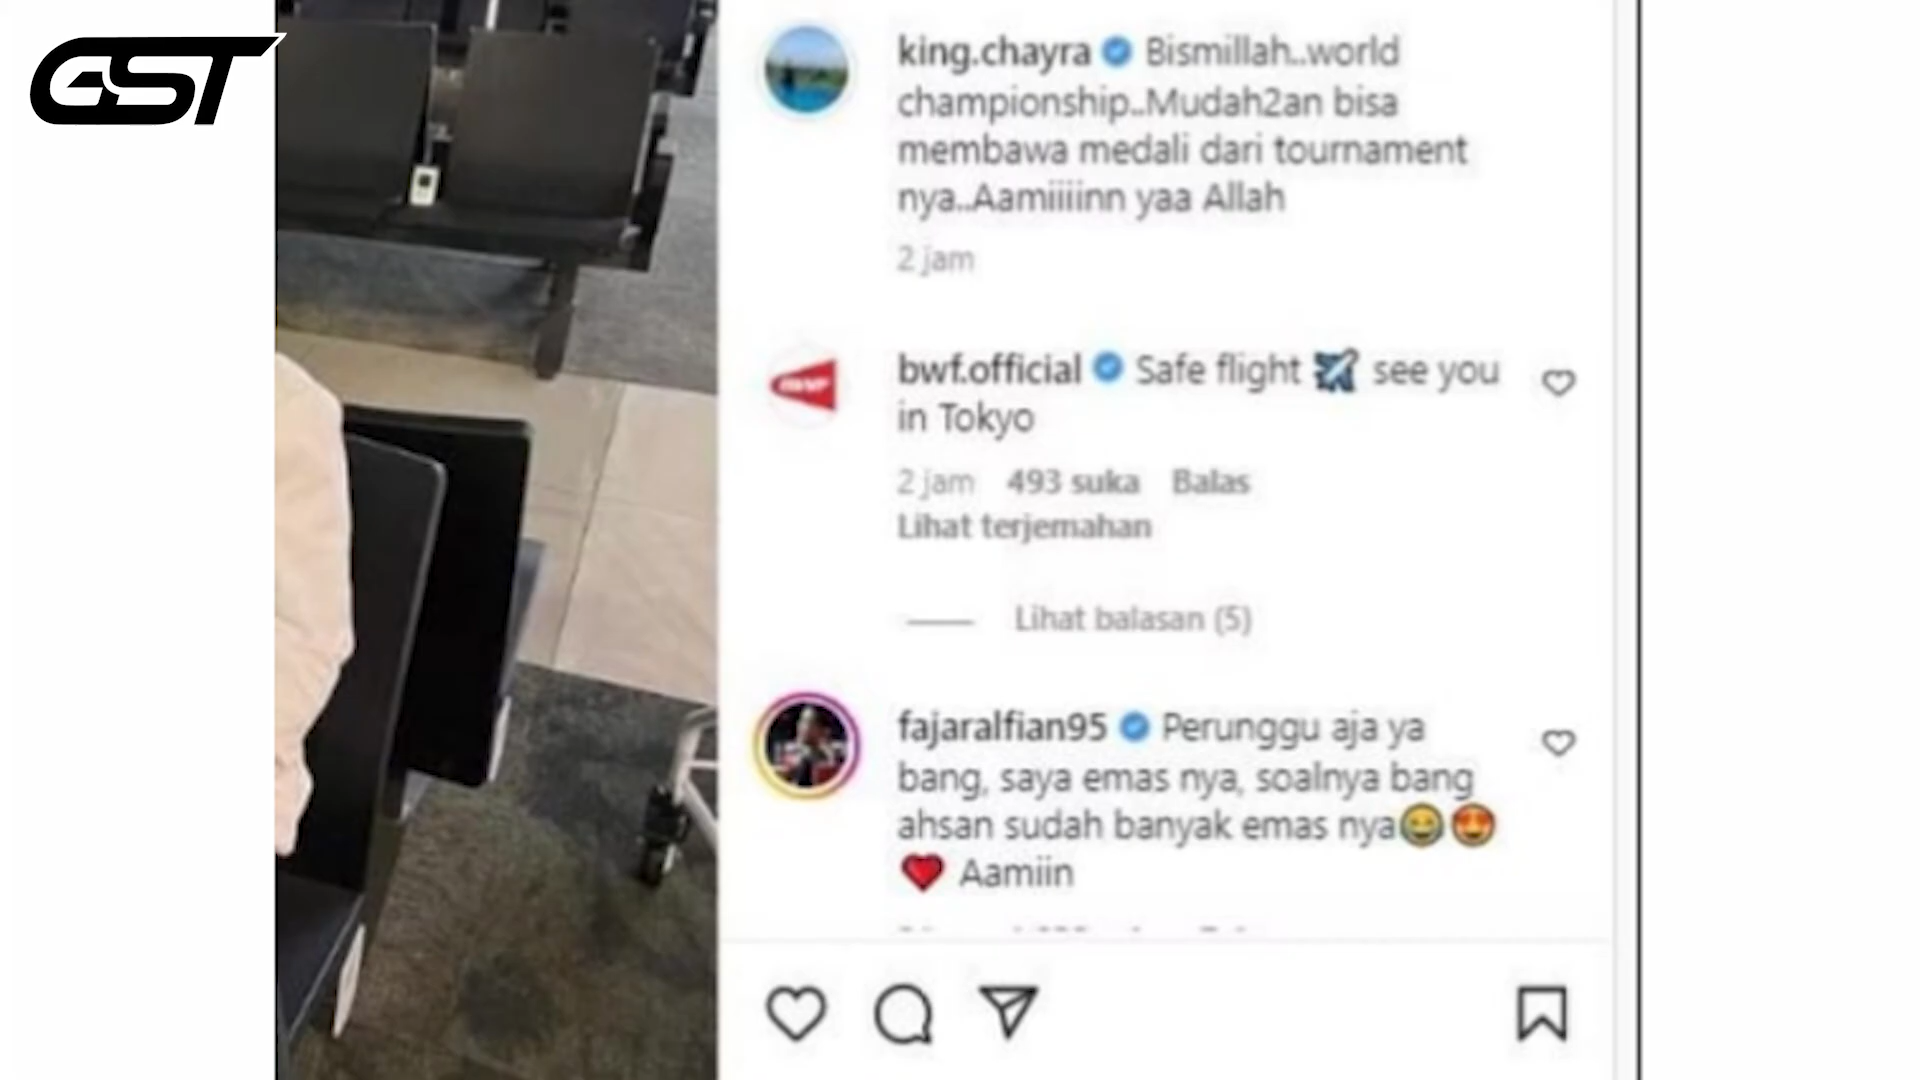 GST
king.chayra Bismillah..world
championship..Mudah2an bisa
membawa medali dari tournament
nya..Aamiiiiinn yaa Allah
2 jam
bwf.official Safe flight ✈️ see you
in Tokyo
2 jam 493 suka Balas
Lihat terjemahan
Lihat balasan (5)
fajaralfian95 Perunggu aja ya
bang, saya emas nya, soalnya bang
ahsan sudah banyak emas nya😂😍
❤️ Aamiin